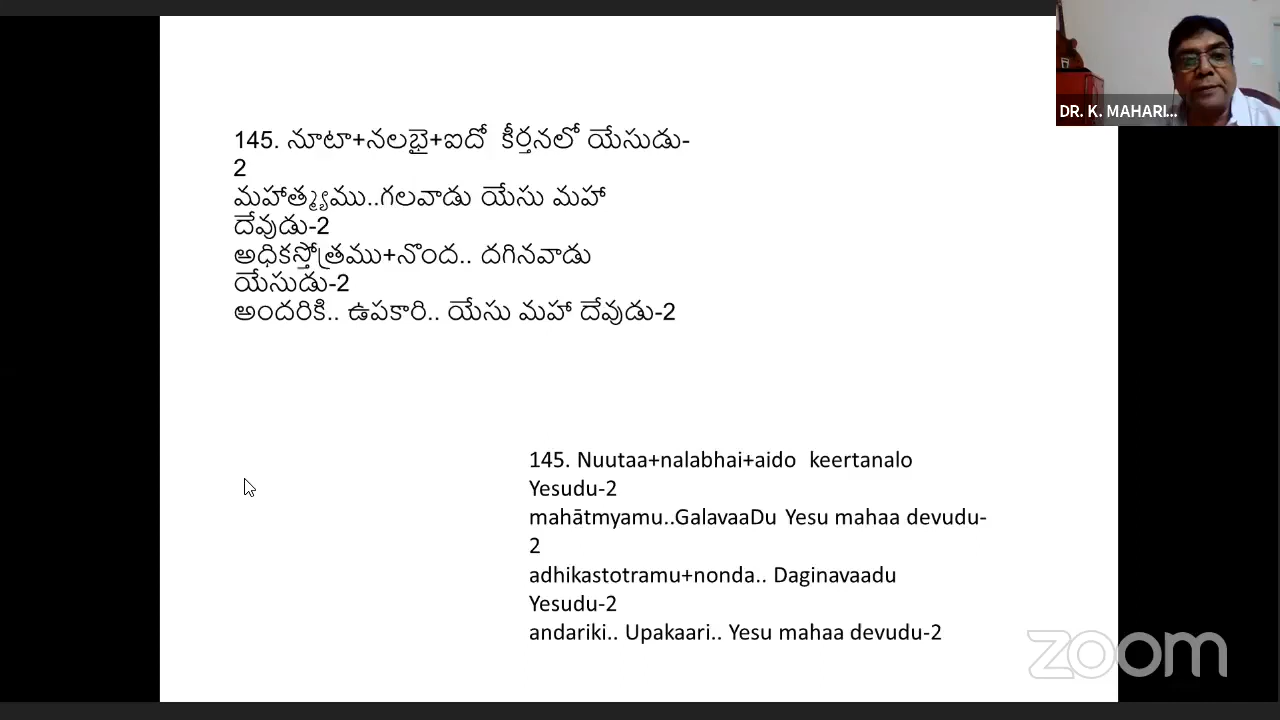 DR. K. MAHARI...
145. నూటా+నలభై+ఐదో కీర్తనలో యేసుడు-
2
మహాత్మ్యము..గలవాడు యేసు మహా
దేవుడు-2
అధికస్తోత్రము+నొంద.. దగినవాడు
యేసుడు-2
అందరికి.. ఉపకారి.. యేసు మహా దేవుడు-2
145. Nuutaa+nalabhai+aido keertanalo
Yesudu-2
mahātmyamu..GalavaaDu Yesu mahaa devudu-
2
adhikastotramu+nonda.. Daginavaadu
Yesudu-2
andariki.. Upakaari.. Yesu mahaa devudu-2
zoom